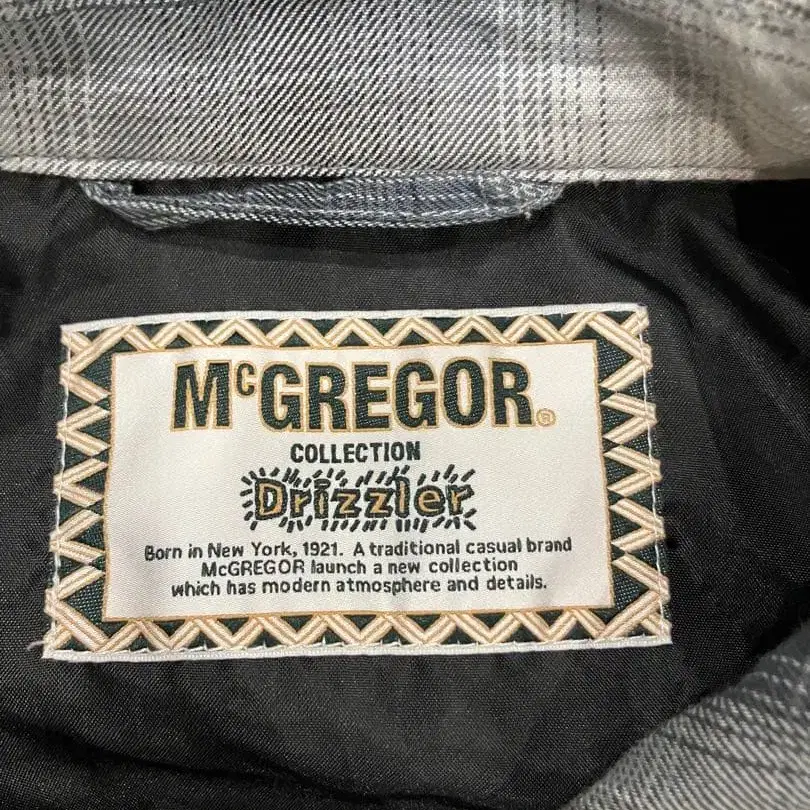 McGREGOR®
COLLECTION
Drizzler
Born in New York, 1921. A traditional casual brand
McGREGOR launch a new collection
which has modern atmosphere and details.